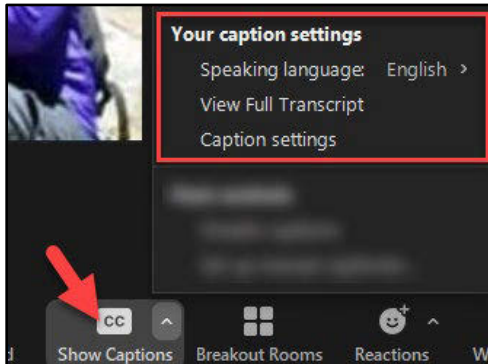 Your caption settings
Speaking language: English >
View Full Transcript
Caption settings
CC
Show Captions
Breakout Rooms
Reactions